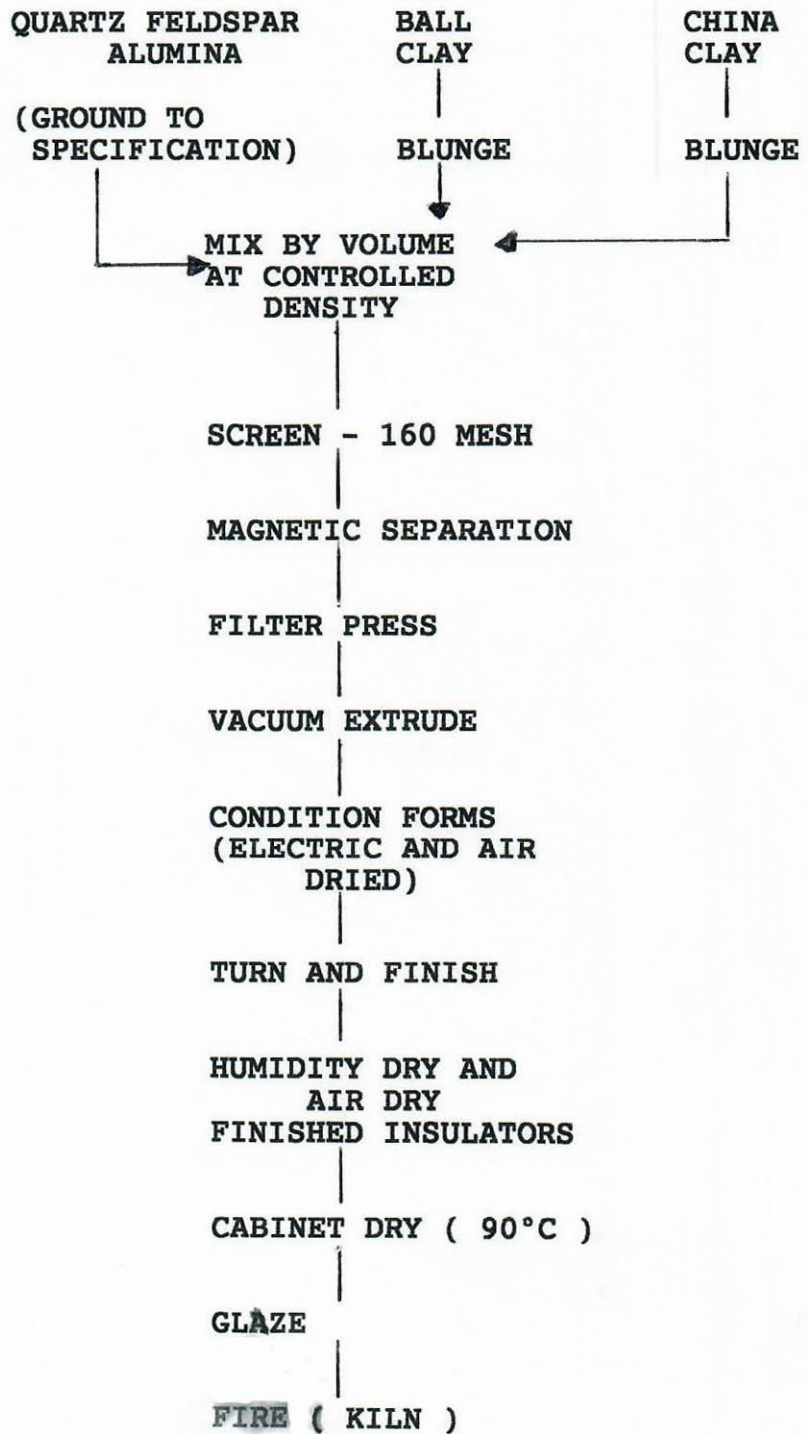 QUARTZ FELDSPAR
ALUMINA
(GROUND TO
SPECIFICATION)
BALL
CLAY
BLUNGE
CHINA
CLAY
BLUNGE
MIX BY VOLUME
AT CONTROLLED
DENSITY
SCREEN - 160 MESH
MAGNETIC SEPARATION
FILTER PRESS
VACUUM EXTRUDE
CONDITION FORMS
(ELECTRIC AND AIR
DRIED)
TURN AND FINISH
HUMIDITY DRY AND
AIR DRY
FINISHED INSULATORS
CABINET DRY ( 90°C )
GLAZE
FIRE ( KILN )